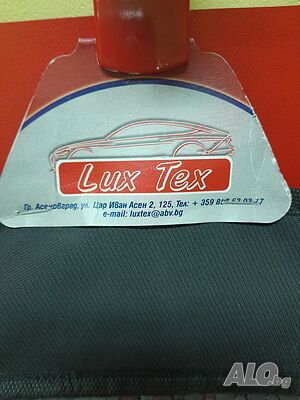 Lux Tex
Гр. Асеновград, ул. Цар Иван Асен 2, 125, Тел: + 359
e-mail: luxtex@abv.bg
ALO.bg